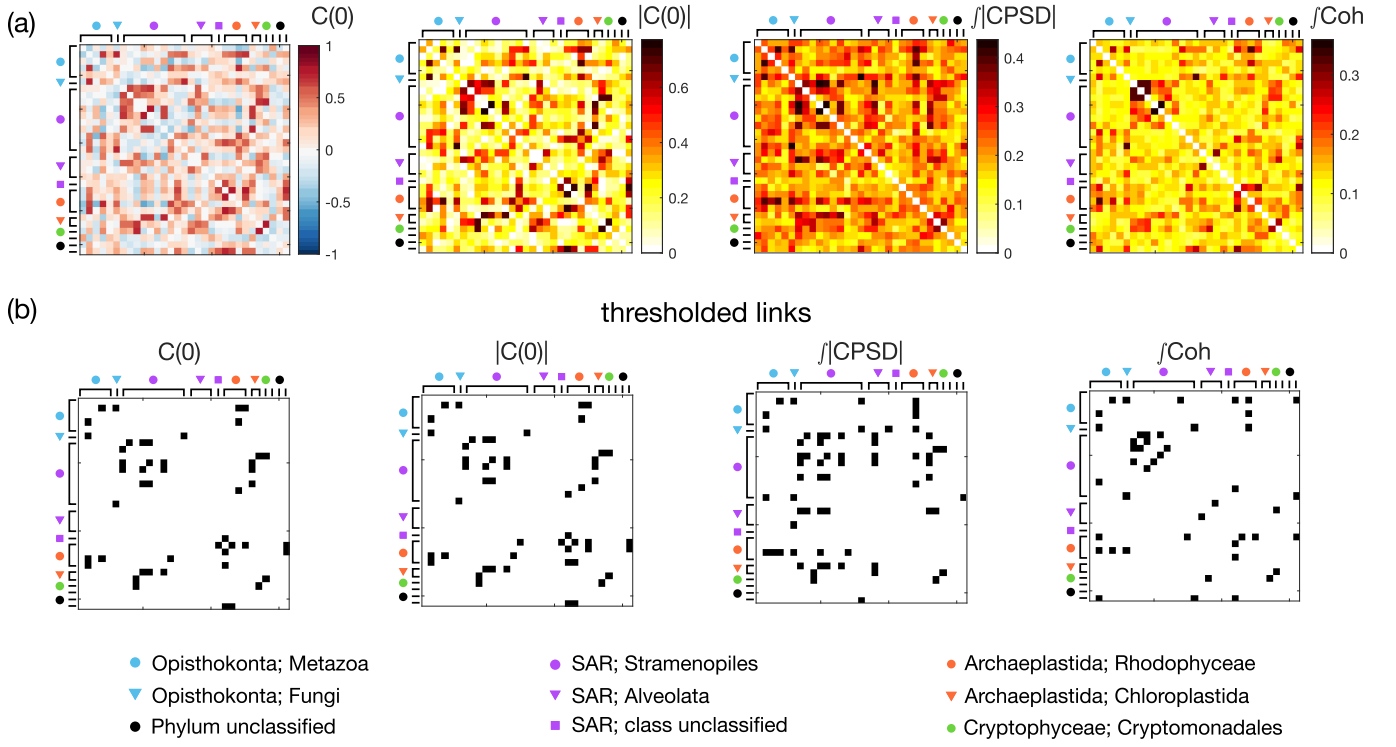 (a)
C(0)
|C(0)|
∫|CPSD|
∫Coh
1
0.5
0
-0.5
-1
0.6
0.4
0.2
0
0.4
0.3
0.2
0.1
0
0.3
0.2
0.1
0
(b)
thresholded links
C(0)
|C(0)|
∫|CPSD|
∫Coh
Opisthokonta; Metazoa
SAR; Stramenopiles
Archaeplastida; Rhodophyceae
Opisthokonta; Fungi
SAR; Alveolata
Archaeplastida; Chloroplastida
Phylum unclassified
SAR; class unclassified
Cryptophyceae; Cryptomonadales